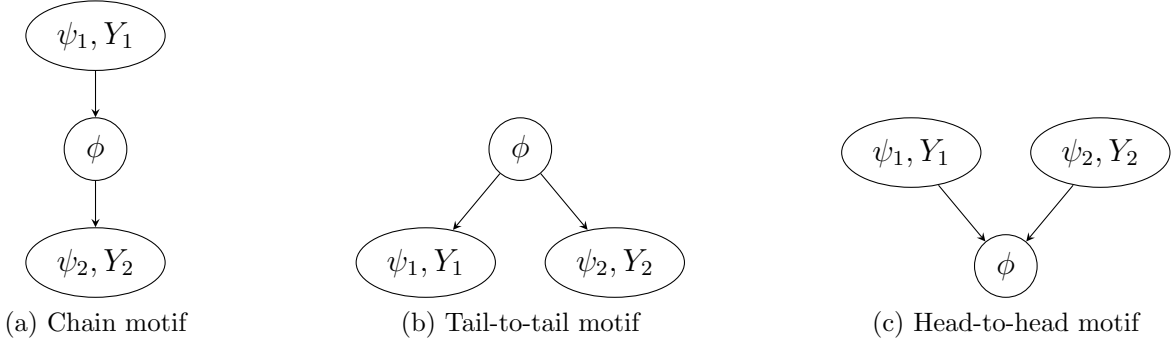 ψ₁, Y₁
ϕ
ψ₂, Y₂
(a) Chain motif
ϕ
ψ₁, Y₁ ψ₂, Y₂
(b) Tail-to-tail motif
ψ₁, Y₁ ψ₂, Y₂
ϕ
(c) Head-to-head motif